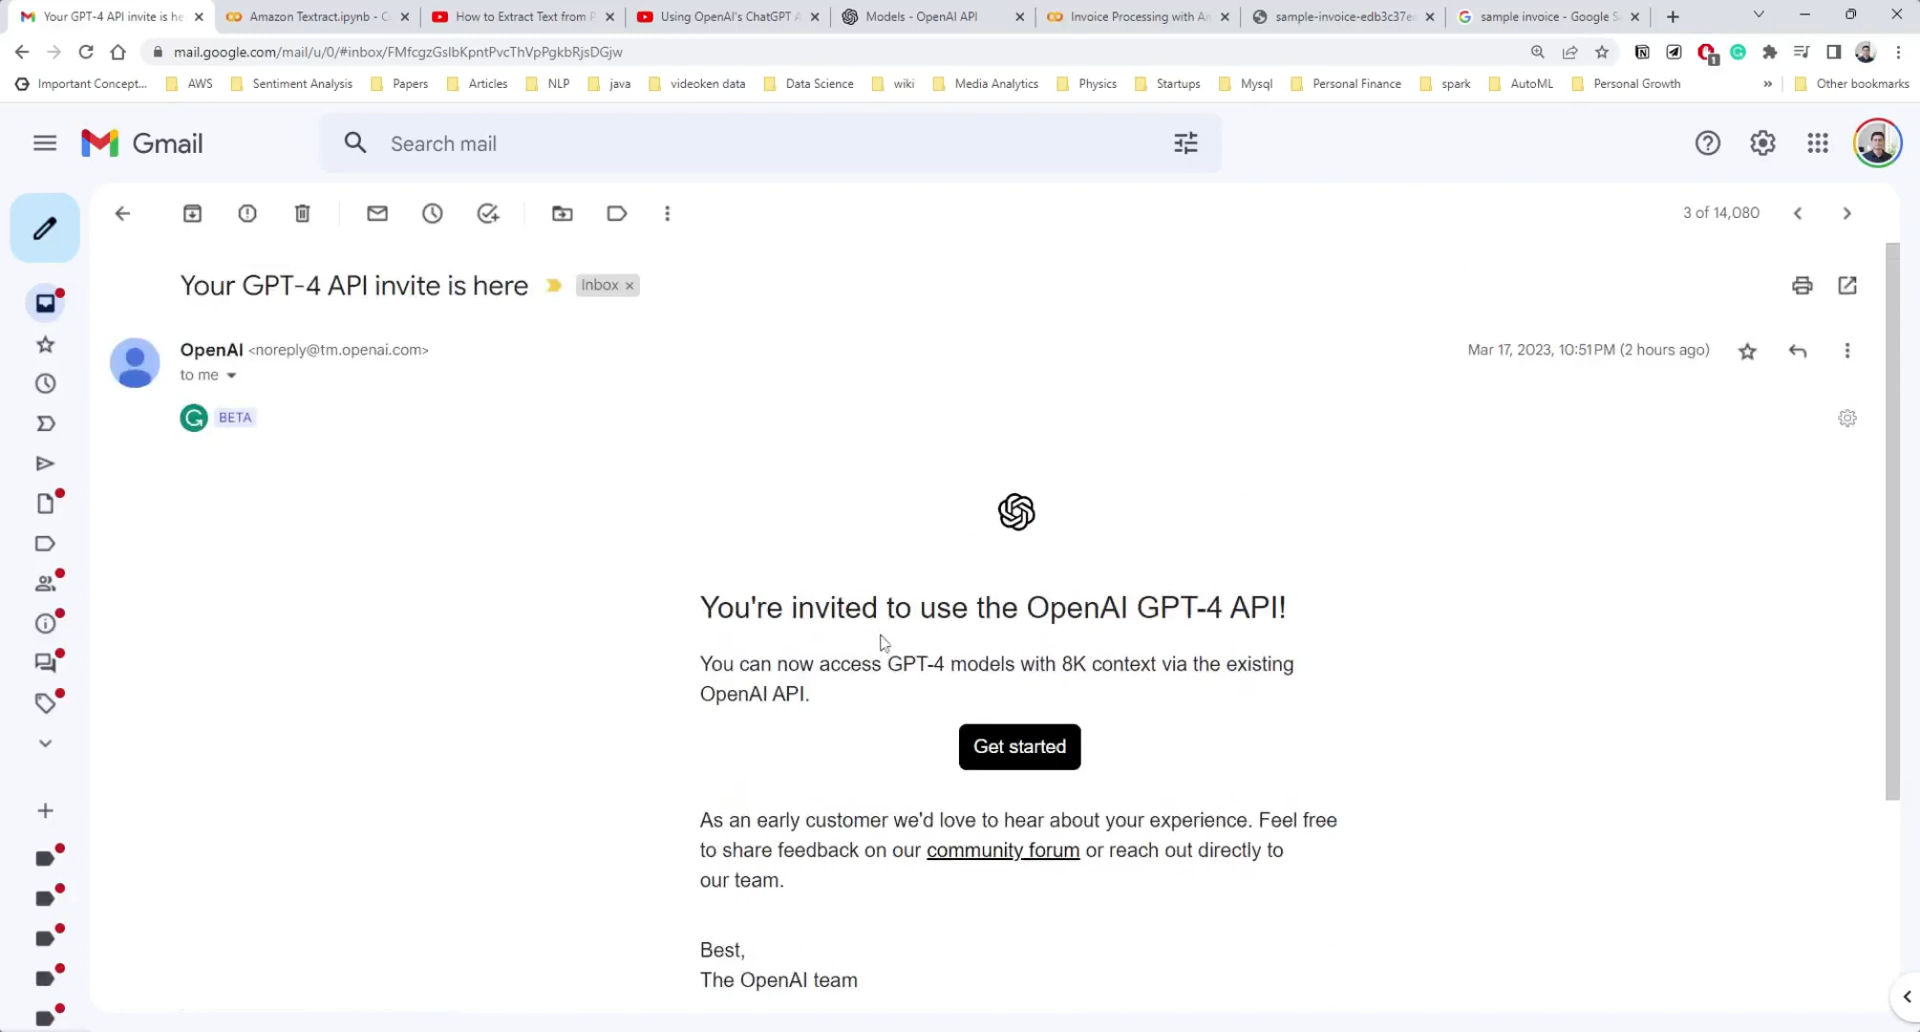 Your GPT-4 API invite is he
Amazon Textract.ipynb - C
How to Extract Text from P
Using OpenAI's ChatGPT A
Models - OpenAI API
Invoice Processing with Am
sample-invoice-edb3c37e
sample invoice - Google S
mail.google.com/mail/u/0/#inbox/FMfcgzGslbKpntPvcThVpPgkbRjsDGjw
1
Important Concept...
AWS
Sentiment Analysis
Papers
Articles
NLP
java
videoken data
Data Science
wiki
Media Analytics
Physics
Startups
Mysql
Personal Finance
spark
AutoML
Personal Growth
»
Other bookmarks
Gmail
Search mail
3 of 14,080
Your GPT-4 API invite is here
Inbox ×
OpenAI <noreply@tm.openai.com>
Mar 17, 2023, 10:51 PM (2 hours ago)
to me
BETA
You're invited to use the OpenAI GPT-4 API!
You can now access GPT-4 models with 8K context via the existing
OpenAI API.
Get started
As an early customer we'd love to hear about your experience. Feel free
to share feedback on our community forum or reach out directly to
our team.
Best,
The OpenAI team